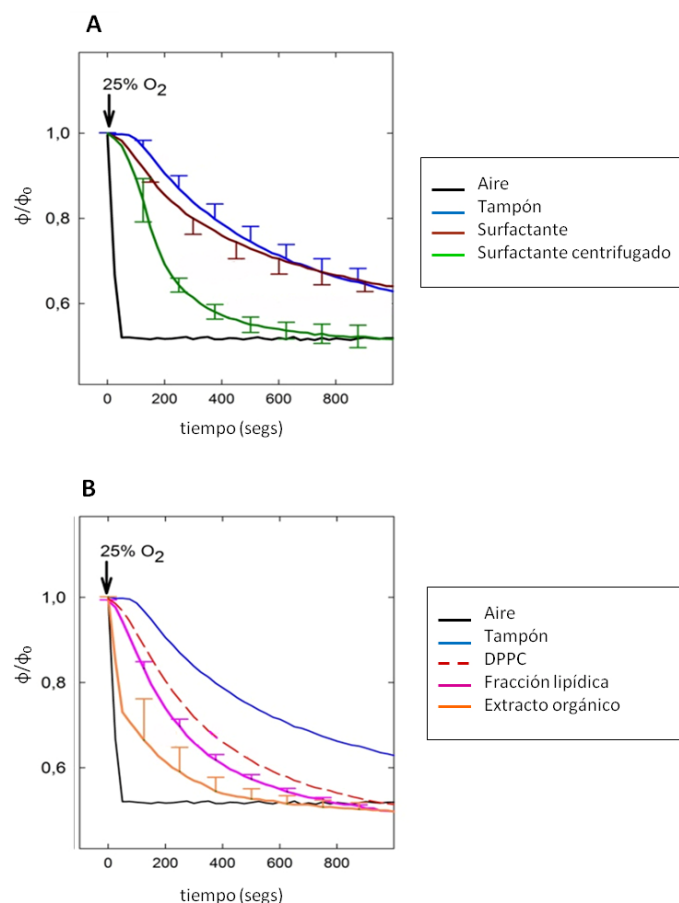 A
25% O₂
1,0
0,8
0,6
ϕ/ϕ₀
0 200 400 600 800
tiempo (segs)
Aire
Tampón
Surfactante
Surfactante centrifugado
B
25% O₂
1,0
0,8
0,6
ϕ/ϕ₀
0 200 400 600 800
tiempo (segs)
Aire
Tampón
DPPC
Fracción lipídica
Extracto orgánico